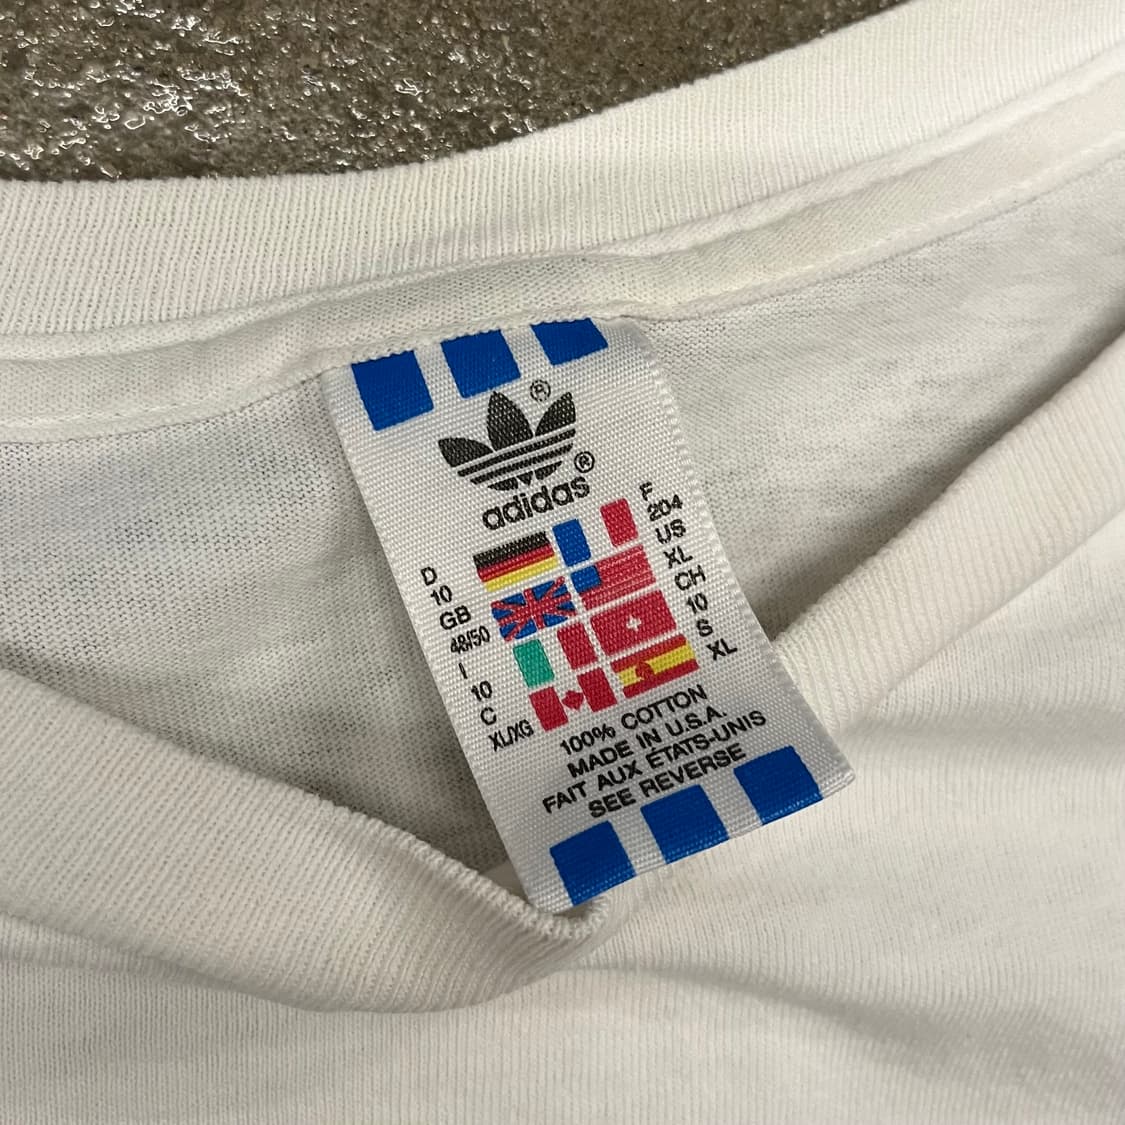 ®
adidas®
D
10
GB
48/50
I
10
C
XL/XG
F
204
US
XL
CH
10
S
XL
100% COTTON
MADE IN U.S.A.
FAIT AUX ÉTATS-UNIS
SEE REVERSE